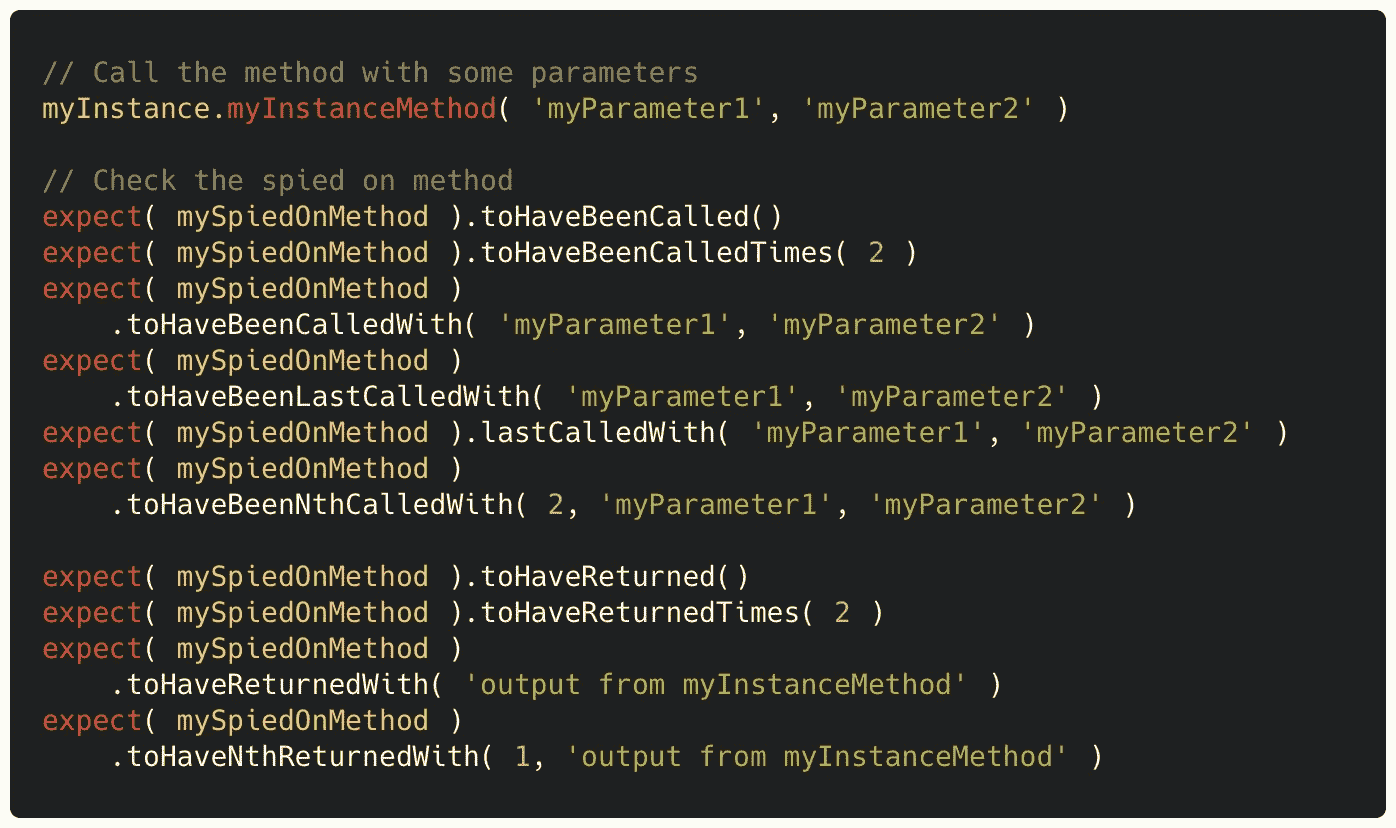 // Call the method with some parameters
myInstance.myInstanceMethod( 'myParameter1', 'myParameter2' )
// Check the spied on method
expect( mySpiedOnMethod ).toHaveBeenCalled()
expect( mySpiedOnMethod ).toHaveBeenCalledTimes( 2 )
expect( mySpiedOnMethod )
    .toHaveBeenCalledWith( 'myParameter1', 'myParameter2' )
expect( mySpiedOnMethod )
    .toHaveBeenLastCalledWith( 'myParameter1', 'myParameter2' )
expect( mySpiedOnMethod ).lastCalledWith( 'myParameter1', 'myParameter2' )
expect( mySpiedOnMethod )
    .toHaveBeenNthCalledWith( 2, 'myParameter1', 'myParameter2' )
expect( mySpiedOnMethod ).toHaveReturned()
expect( mySpiedOnMethod ).toHaveReturnedTimes( 2 )
expect( mySpiedOnMethod )
    .toHaveReturnedWith( 'output from myInstanceMethod' )
expect( mySpiedOnMethod )
    .toHaveNthReturnedWith( 1, 'output from myInstanceMethod' )